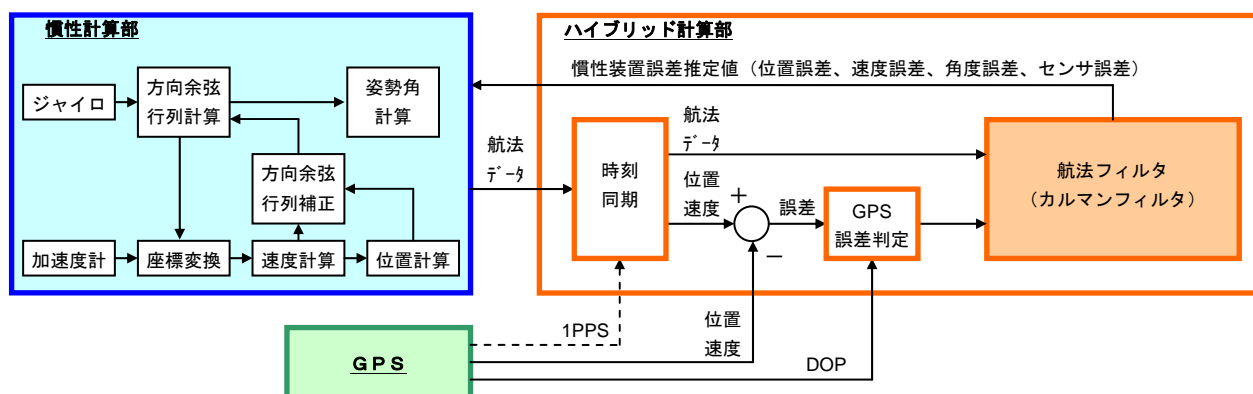 慣性計算部
ハイブリッド計算部
慣性装置誤差推定値（位置誤差、速度誤差、角度誤差、センサ誤差）
ジャイロ
方向余弦
行列計算
姿勢角
計算
航法
ﾃﾞｰﾀ
方向余弦
行列補正
加速度計
座標変換
速度計算
位置計算
時刻
同期
航法
ﾃﾞｰﾀ
位置
速度
＋
－
誤差
GPS
誤差判定
航法フィルタ
（カルマンフィルタ）
1PPS
位置
速度
DOP
ＧＰＳ